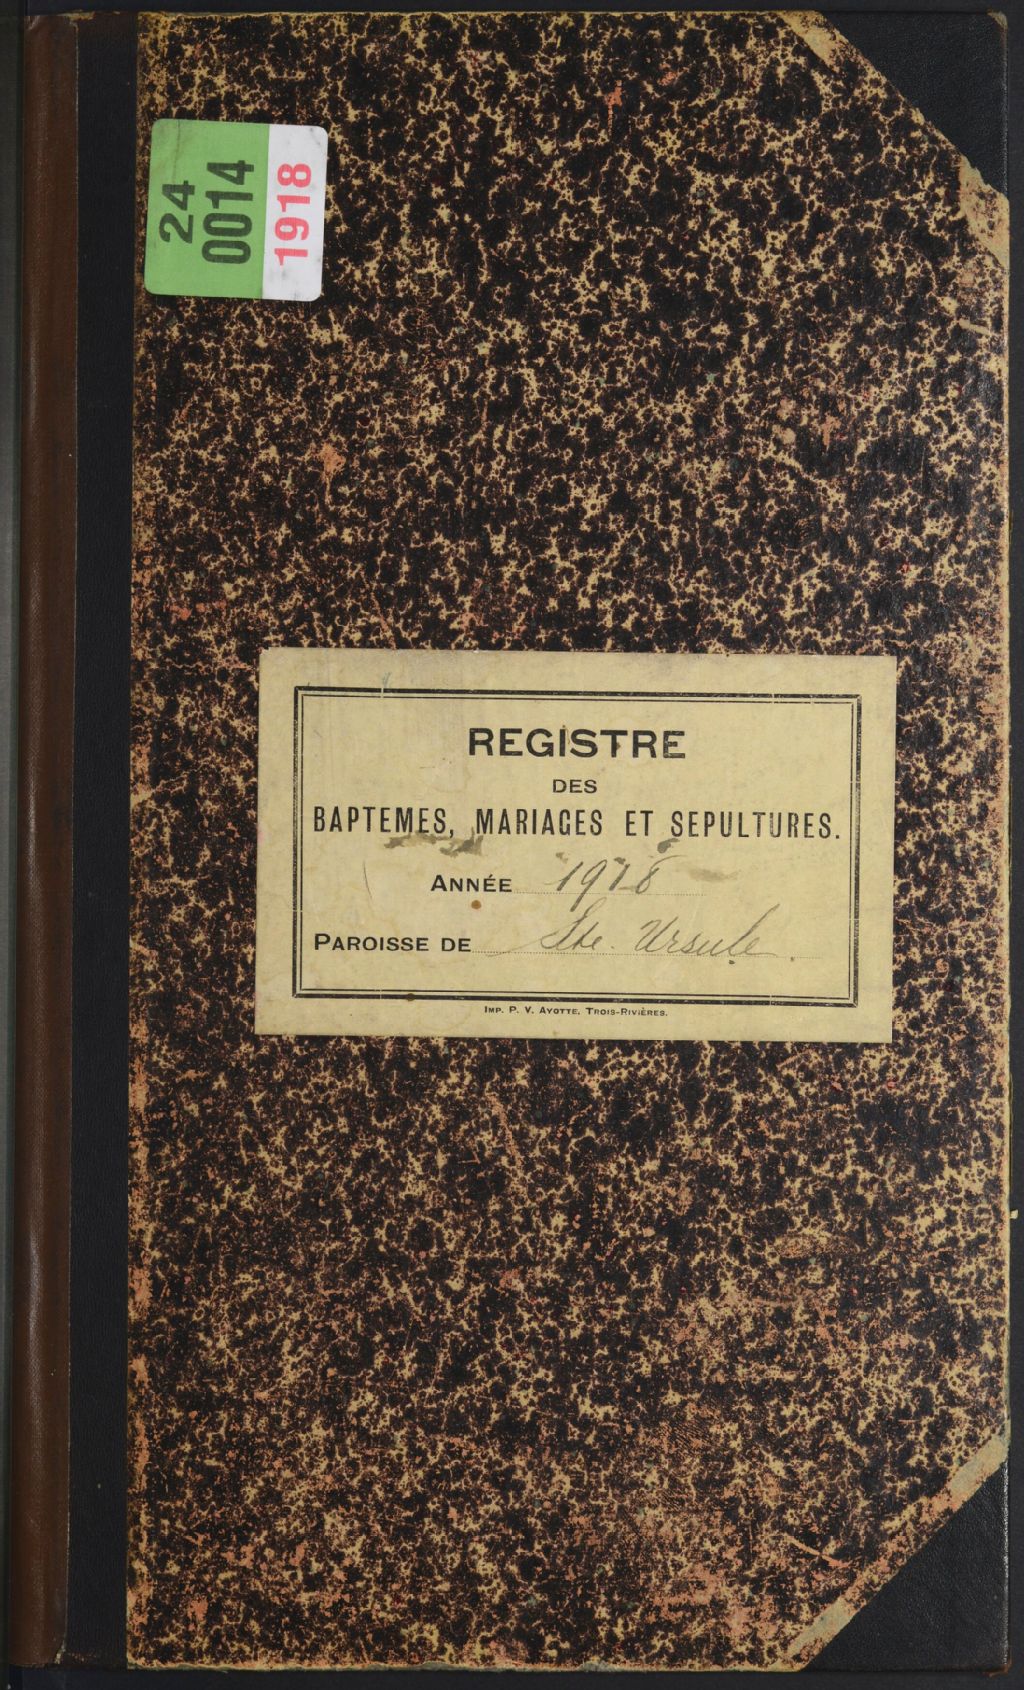 24
0014
1918
REGISTRE
DES
BAPTEMES, MARIAGES ET SEPULTURES.
ANNÉE 1918
PAROISSE DE Ste. Ursule.
IMP. P. V. AYOTTE, TROIS-RIVIÈRES.